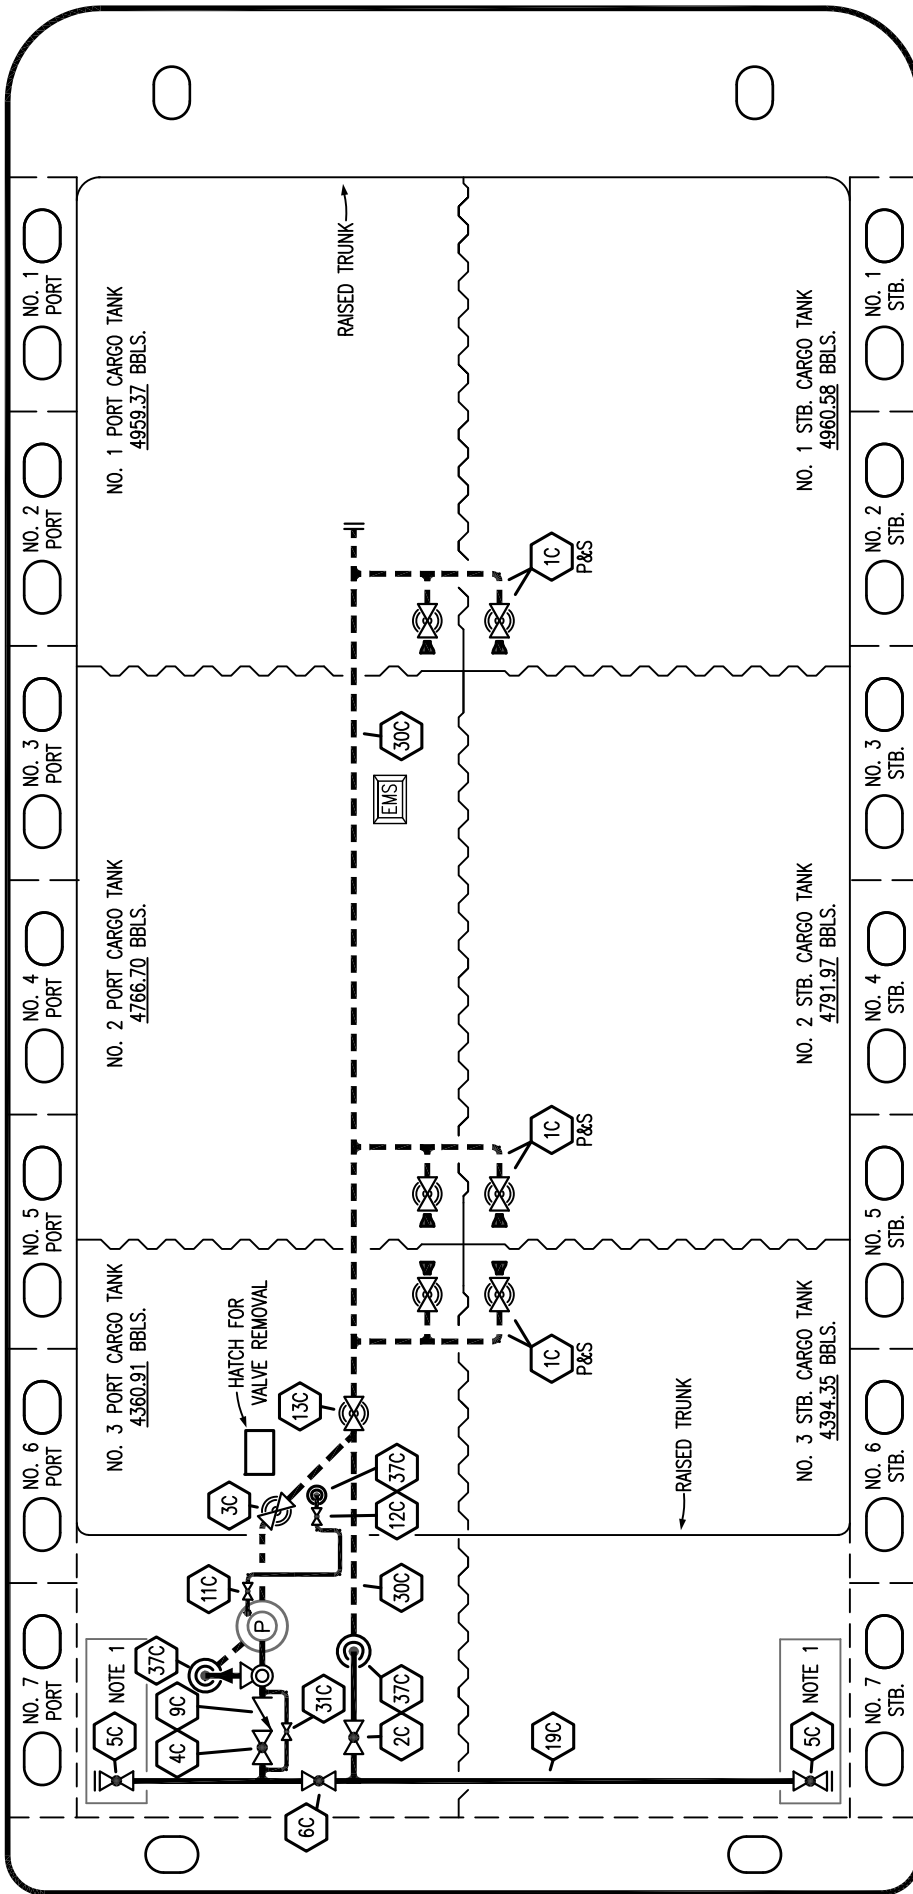 NO. 1
PORT
NO. 2
PORT
NO. 3
PORT
NO. 4
PORT
NO. 5
PORT
NO. 6
PORT
NO. 7
PORT
NO. 1 PORT CARGO TANK
4959.37 BBLS.
RAISED TRUNK
NO. 1 STB. CARGO TANK
4960.58 BBLS.
1C
P&S
30C
EMS
NO. 2 PORT CARGO TANK
4766.70 BBLS.
NO. 2 STB. CARGO TANK
4791.97 BBLS.
1C
P&S
NO. 3 PORT CARGO TANK
4360.91 BBLS.
HATCH FOR
VALVE REMOVAL
1C
P&S
NO. 3 STB. CARGO TANK
4394.35 BBLS.
RAISED TRUNK
13C
3C
37C
12C
11C
30C
P
37C
NOTE 1
5C
9C
4C
31C
37C
2C
6C
19C
NOTE 1
5C
NO. 1
STB.
NO. 2
STB.
NO. 3
STB.
NO. 4
STB.
NO. 5
STB.
NO. 6
STB.
NO. 7
STB.